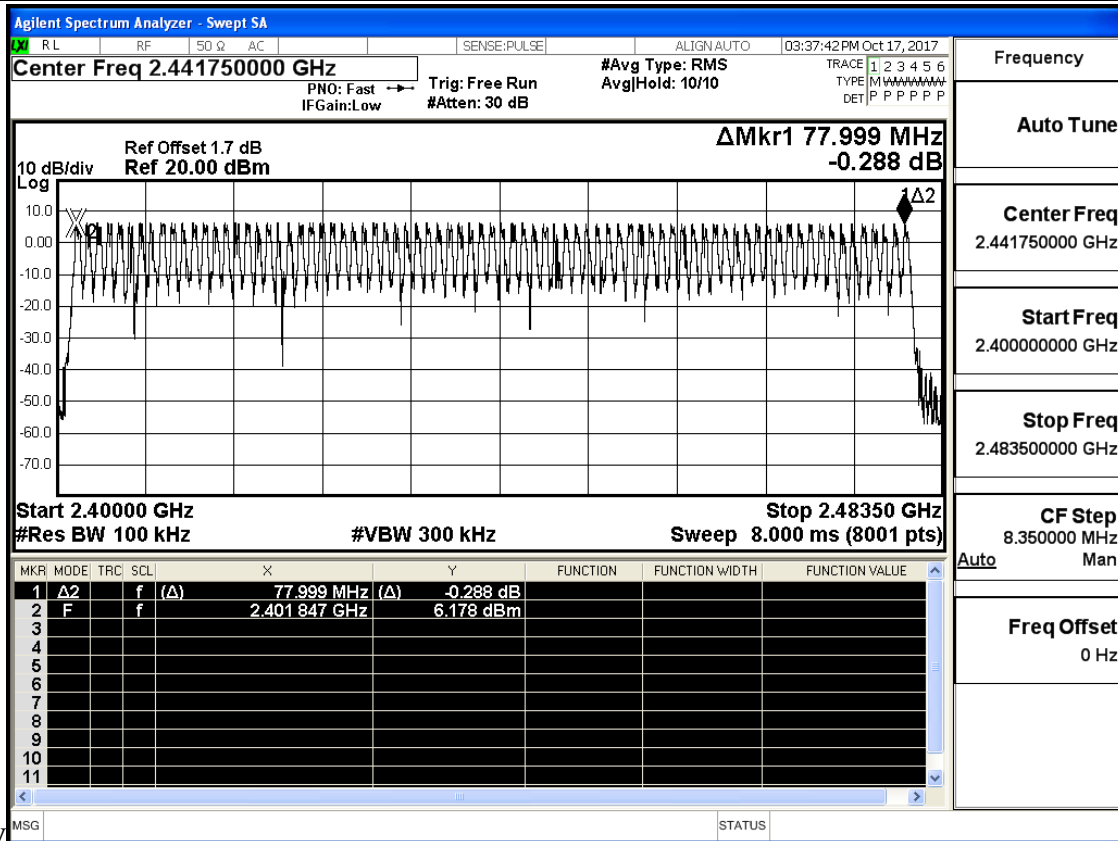 Agilent Spectrum Analyzer - Swept SA
LXI RL RF 50 Ω AC SENSE:PULSE ALIGN AUTO 03:37:42 PM Oct 17, 2017
Center Freq 2.441750000 GHz
PNO: Fast
IFGain:Low
Trig: Free Run
#Atten: 30 dB
#Avg Type: RMS
Avg|Hold: 10/10
TRACE 1 2 3 4 5 6
TYPE M W W W W W
DET P P P P P P
ΔMkr1 77.999 MHz
-0.288 dB
Ref Offset 1.7 dB
10 dB/div Ref 20.00 dBm
Log
1Δ2
10.0
2
0.00
-10.0
-20.0
-30.0
-40.0
-50.0
-60.0
-70.0
Start 2.40000 GHz Stop 2.48350 GHz
#Res BW 100 kHz #VBW 300 kHz Sweep 8.000 ms (8001 pts)
MKR MODE TRC SCL X Y FUNCTION FUNCTION WIDTH FUNCTION VALUE
1 Δ2 f (Δ) 77.999 MHz (Δ) -0.288 dB
2 F f 2.401 847 GHz 6.178 dBm
3
4
5
6
7
8
9
10
11
MSG STATUS
Frequency
Auto Tune
Center Freq
2.441750000 GHz
Start Freq
2.400000000 GHz
Stop Freq
2.483500000 GHz
CF Step
8.350000 MHz
Auto Man
Freq Offset
0 Hz